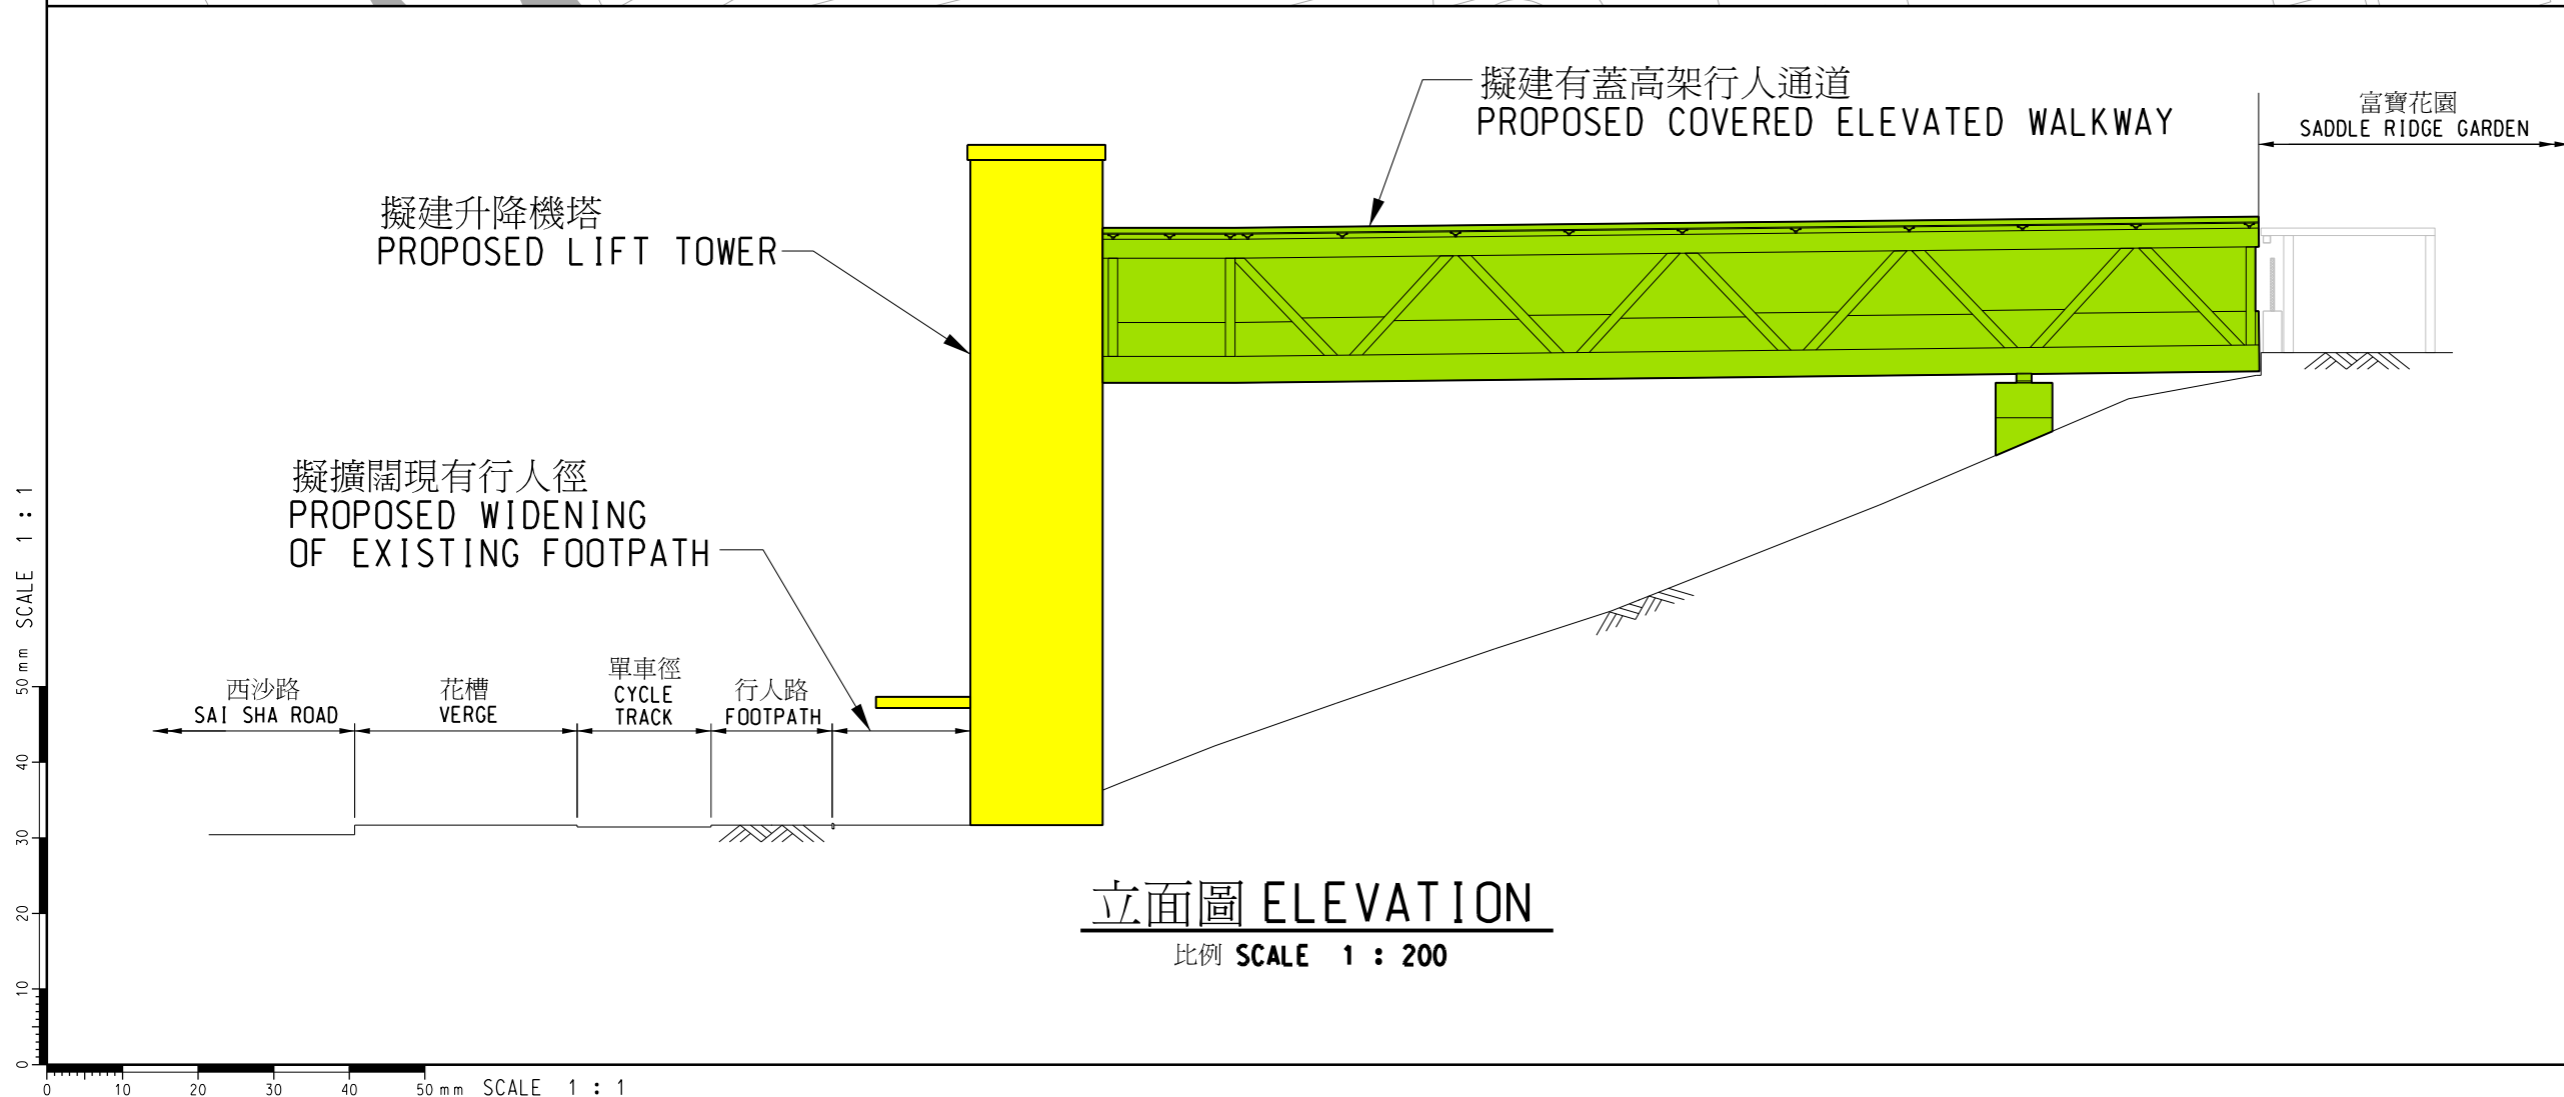 擬建有蓋高架行人通道
PROPOSED COVERED ELEVATED WALKWAY
富寶花園
SADDLE RIDGE GARDEN
擬建升降機塔
PROPOSED LIFT TOWER
擬擴闊現有行人徑
PROPOSED WIDENING
OF EXISTING FOOTPATH
西沙路
SAI SHA ROAD
花槽
VERGE
單車徑
CYCLE
TRACK
行人路
FOOTPATH
立面圖 ELEVATION
比例 SCALE 1 : 200
0 10 20 30 40 50 mm SCALE 1 : 1
0 10 20 30 40 50 mm SCALE 1 : 1